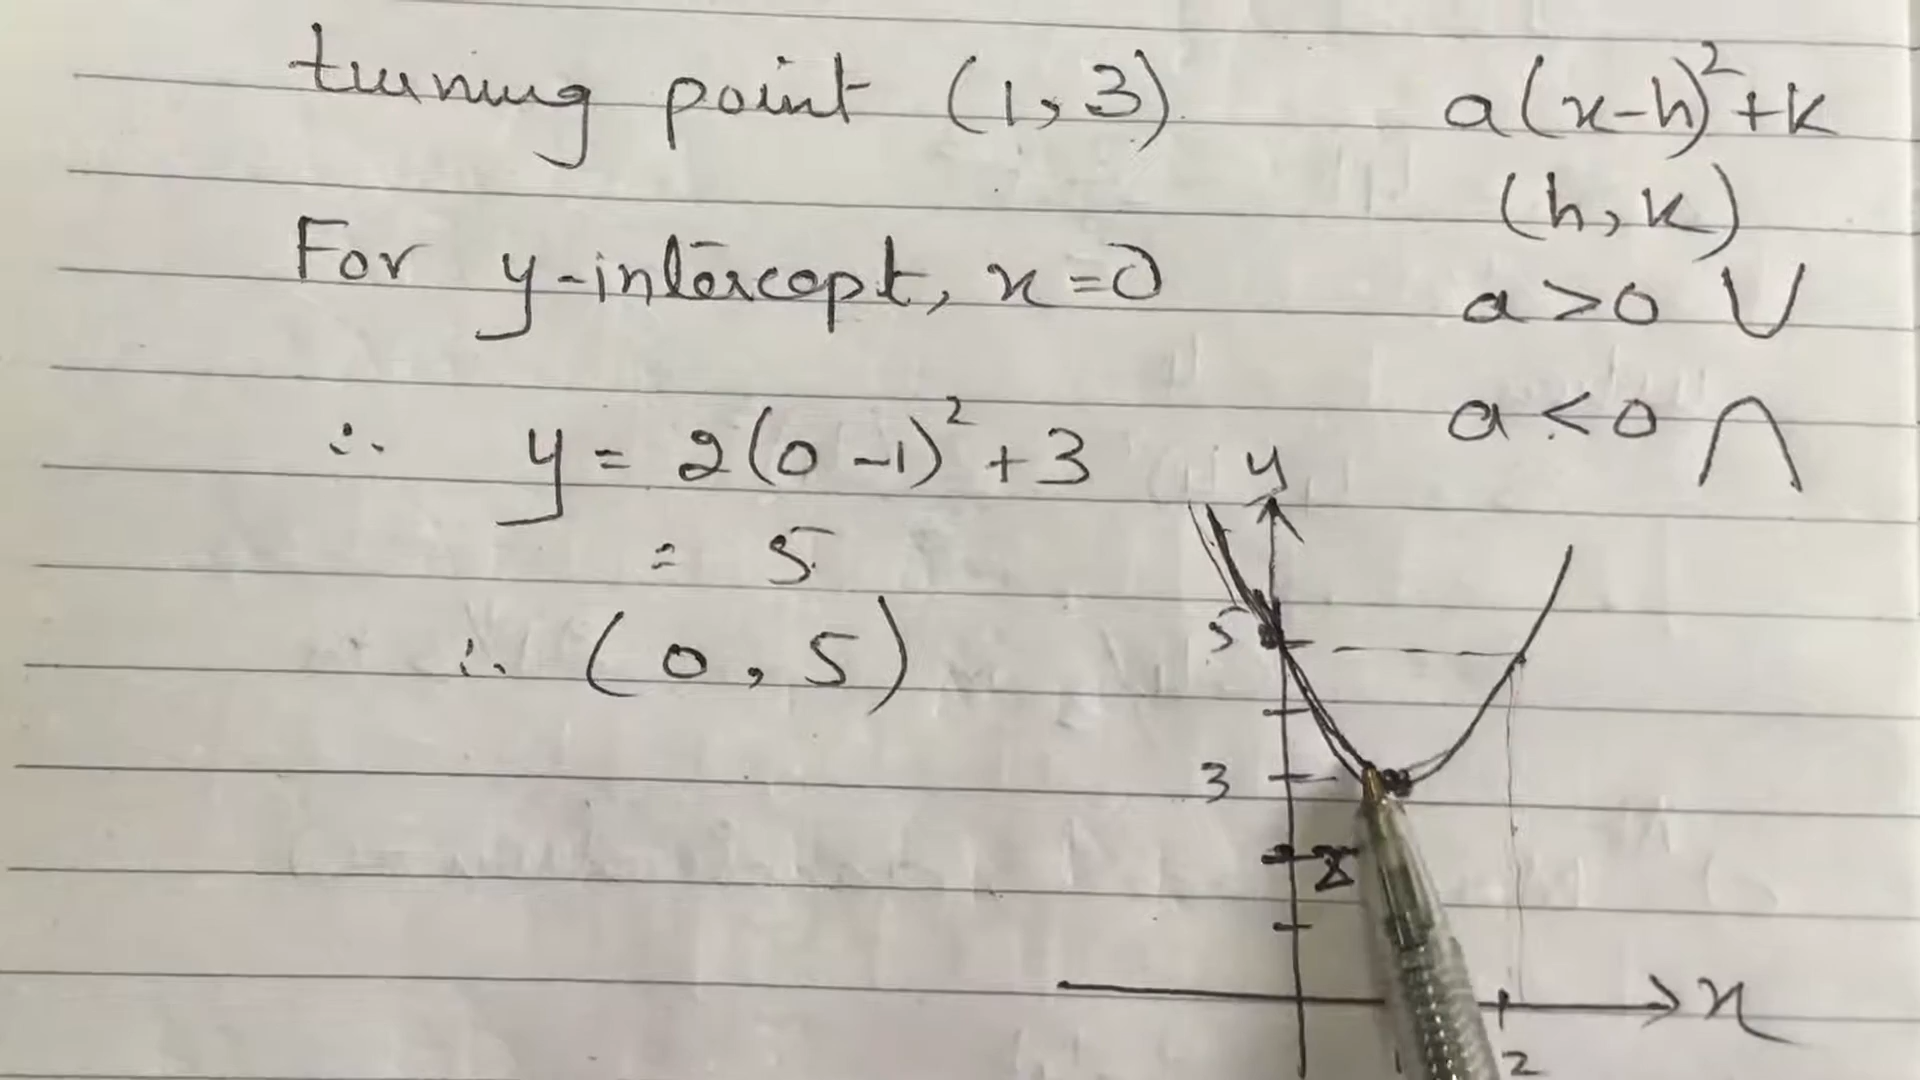 turning point (1, 3)
For y-intercept, x=0
∴ y = 2(0-1)² + 3
= 5
∴ (0, 5)
a(x-h)²+k
(h, k)
a>0 ∪
a<0 ∩
y
5
3
x
1
2